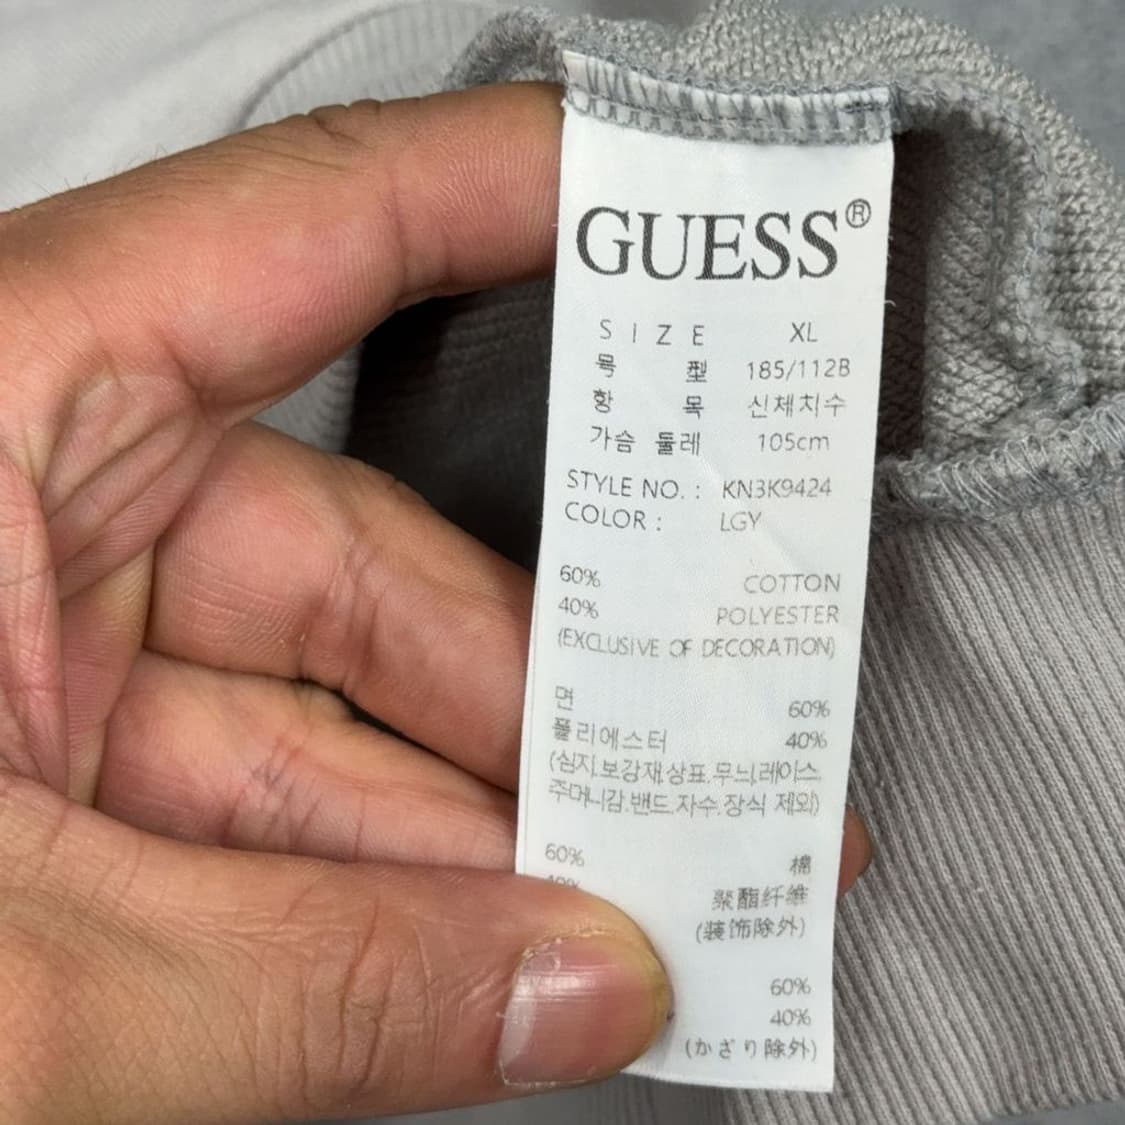 GUESS®
SIZE XL
号 型 185/112B
항 목 신체치수
가슴 둘레 105cm
STYLE NO. : KN3K9424
COLOR : LGY
60% COTTON
40% POLYESTER
(EXCLUSIVE OF DECORATION)
면 60%
폴리에스터 40%
(심지.보강재.상표.무늬.레이스.
주머니감.밴드.자수.장식 제외)
60% 棉
40% 聚酯纤维
(装饰除外)
60%
40%
(かざり除外)